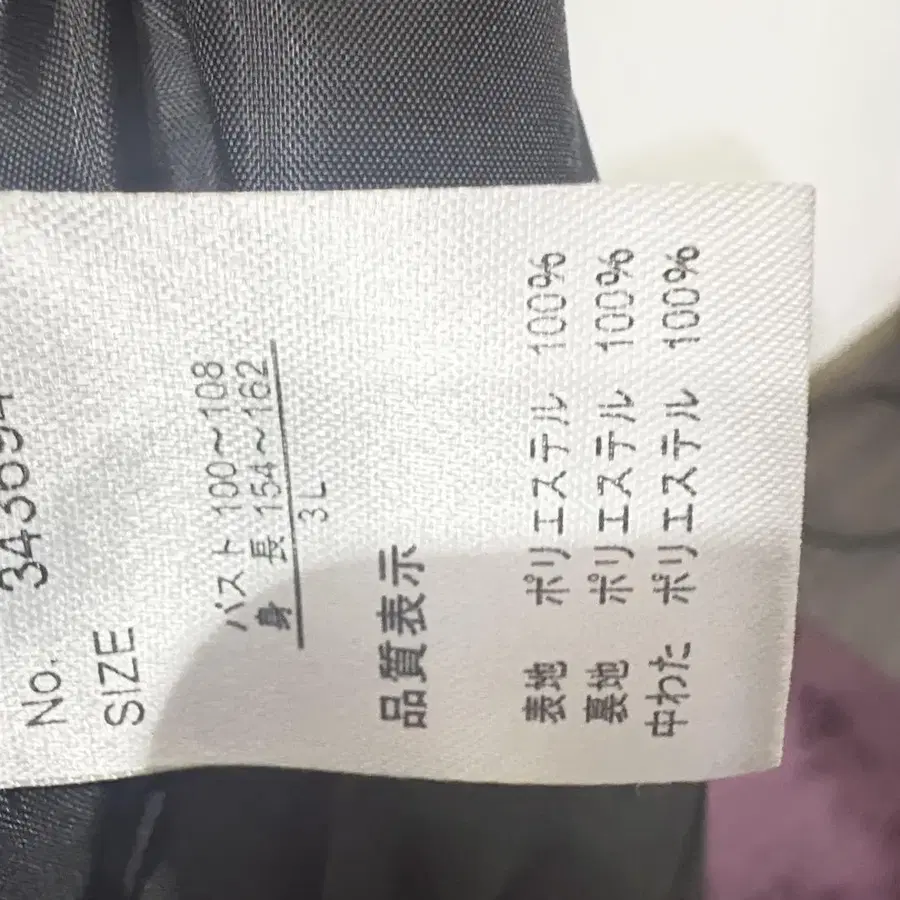 No. 343694
SIZE
バスト 100~108
身 長 154~162
3L
品質表示
表地 ポリエステル 100%
裏地 ポリエステル 100%
中わた ポリエステル 100%